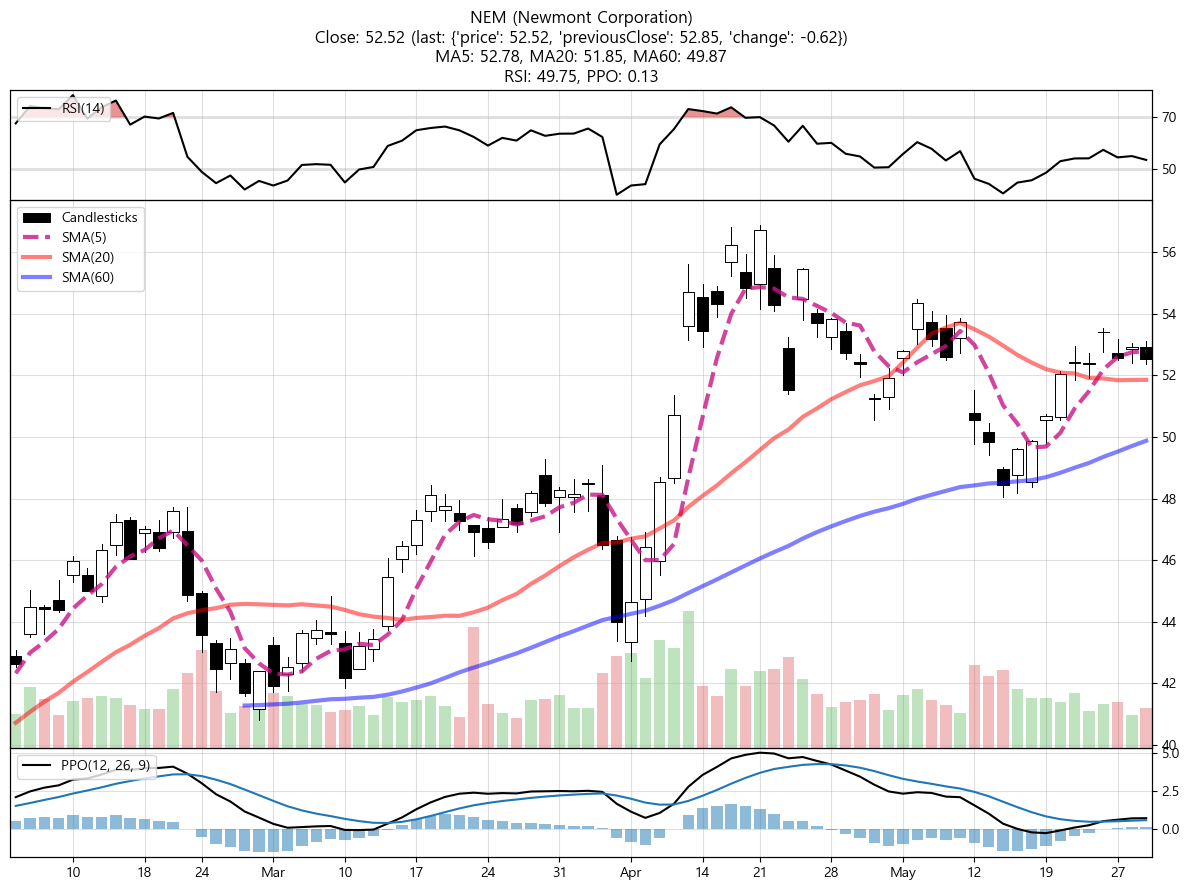 NEM (Newmont Corporation)
Close: 52.52 (last: {'price': 52.52, 'previousClose': 52.85, 'change': -0.62})
MA5: 52.78, MA20: 51.85, MA60: 49.87
RSI: 49.75, PPO: 0.13
RSI(14)
70
50
Candlesticks
SMA(5)
SMA(20)
SMA(60)
56
54
52
50
48
46
44
42
40
PPO(12, 26, 9)
5.0
2.5
0.0
10 18 24 Mar 10 17 24 31 Apr 14 21 28 May 12 19 27